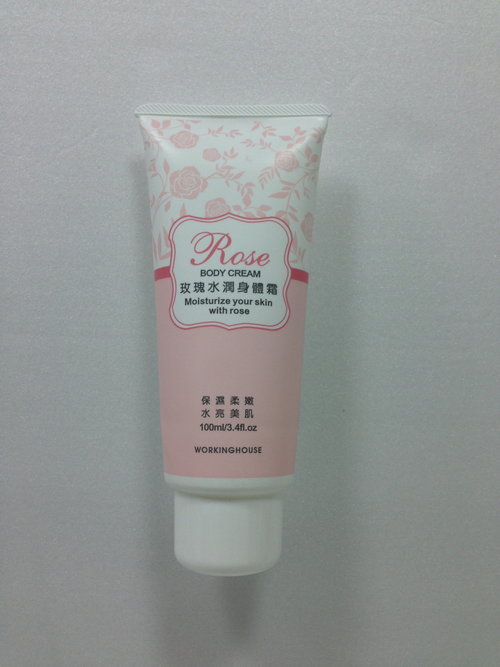 Rose
BODY CREAM
玫瑰水潤身體霜
Moisturize your skin
with rose
保濕柔嫩
水亮美肌
100ml/3.4fl.oz
WORKINGHOUSE